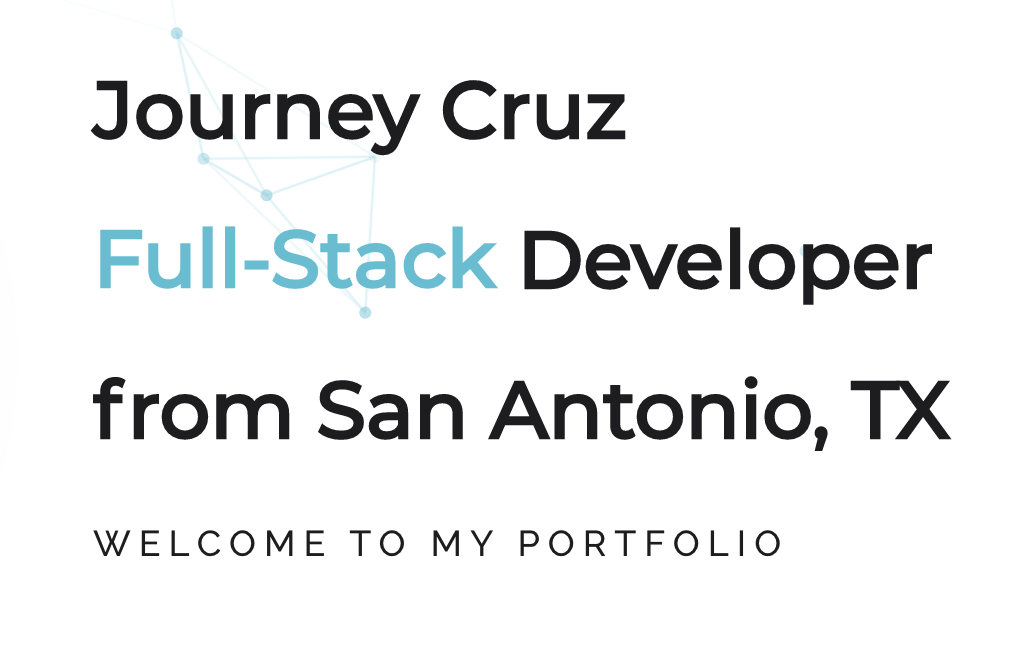 Journey Cruz
Full-Stack Developer
from San Antonio, TX
WELCOME TO MY PORTFOLIO